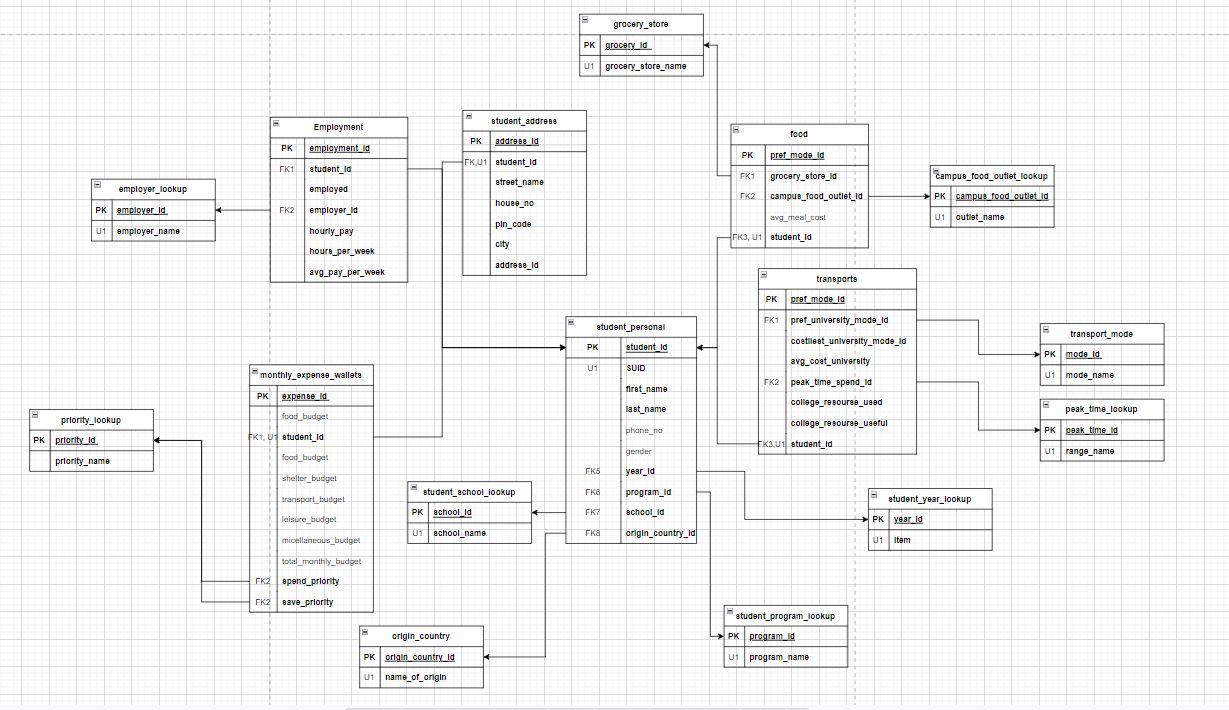 grocery_store
PK grocery_id
U1 grocery_store_name
Employment
PK employment_id
FK1 student_id
employed
FK2 employer_id
hourly_pay
hours_per_week
avg_pay_per_week
student_address
PK address_id
FK,U1 student_id
street_name
house_no
pin_code
city
address_id
food
PK pref_mode_id
FK1 grocery_store_id
FK2 campus_food_outlet_id
avg_meal_cost
FK3, U1 student_id
campus_food_outlet_lookup
PK campus_food_outlet_id
U1 outlet_name
employer_lookup
PK employer_id
U1 employer_name
transports
PK pref_mode_id
FK1 pref_university_mode_id
costliest_university_mode_id
avg_cost_university
FK2 peak_time_spend_id
college_resourse_used
college_resourse_useful
FK3,U1 student_id
student_personal
PK student_id
U1 SUID
first_name
last_name
phone_no
gender
FK5 year_id
FK6 program_id
FK7 school_id
FK8 origin_country_id
transport_mode
PK mode_id
U1 mode_name
monthly_expense_wallets
PK expense_id
food_budget
FK1, U1 student_id
food_budget
shelter_budget
transport_budget
leisure_budget
micellaneous_budget
total_monthly_budget
FK2 spend_priority
FK2 save_priority
peak_time_lookup
PK peak_time_id
U1 range_name
priority_lookup
PK priority_id
priority_name
student_school_lookup
PK school_id
U1 school_name
student_year_lookup
PK year_id
U1 item
student_program_lookup
PK program_id
U1 program_name
origin_country
PK origin_country_id
U1 name_of_origin